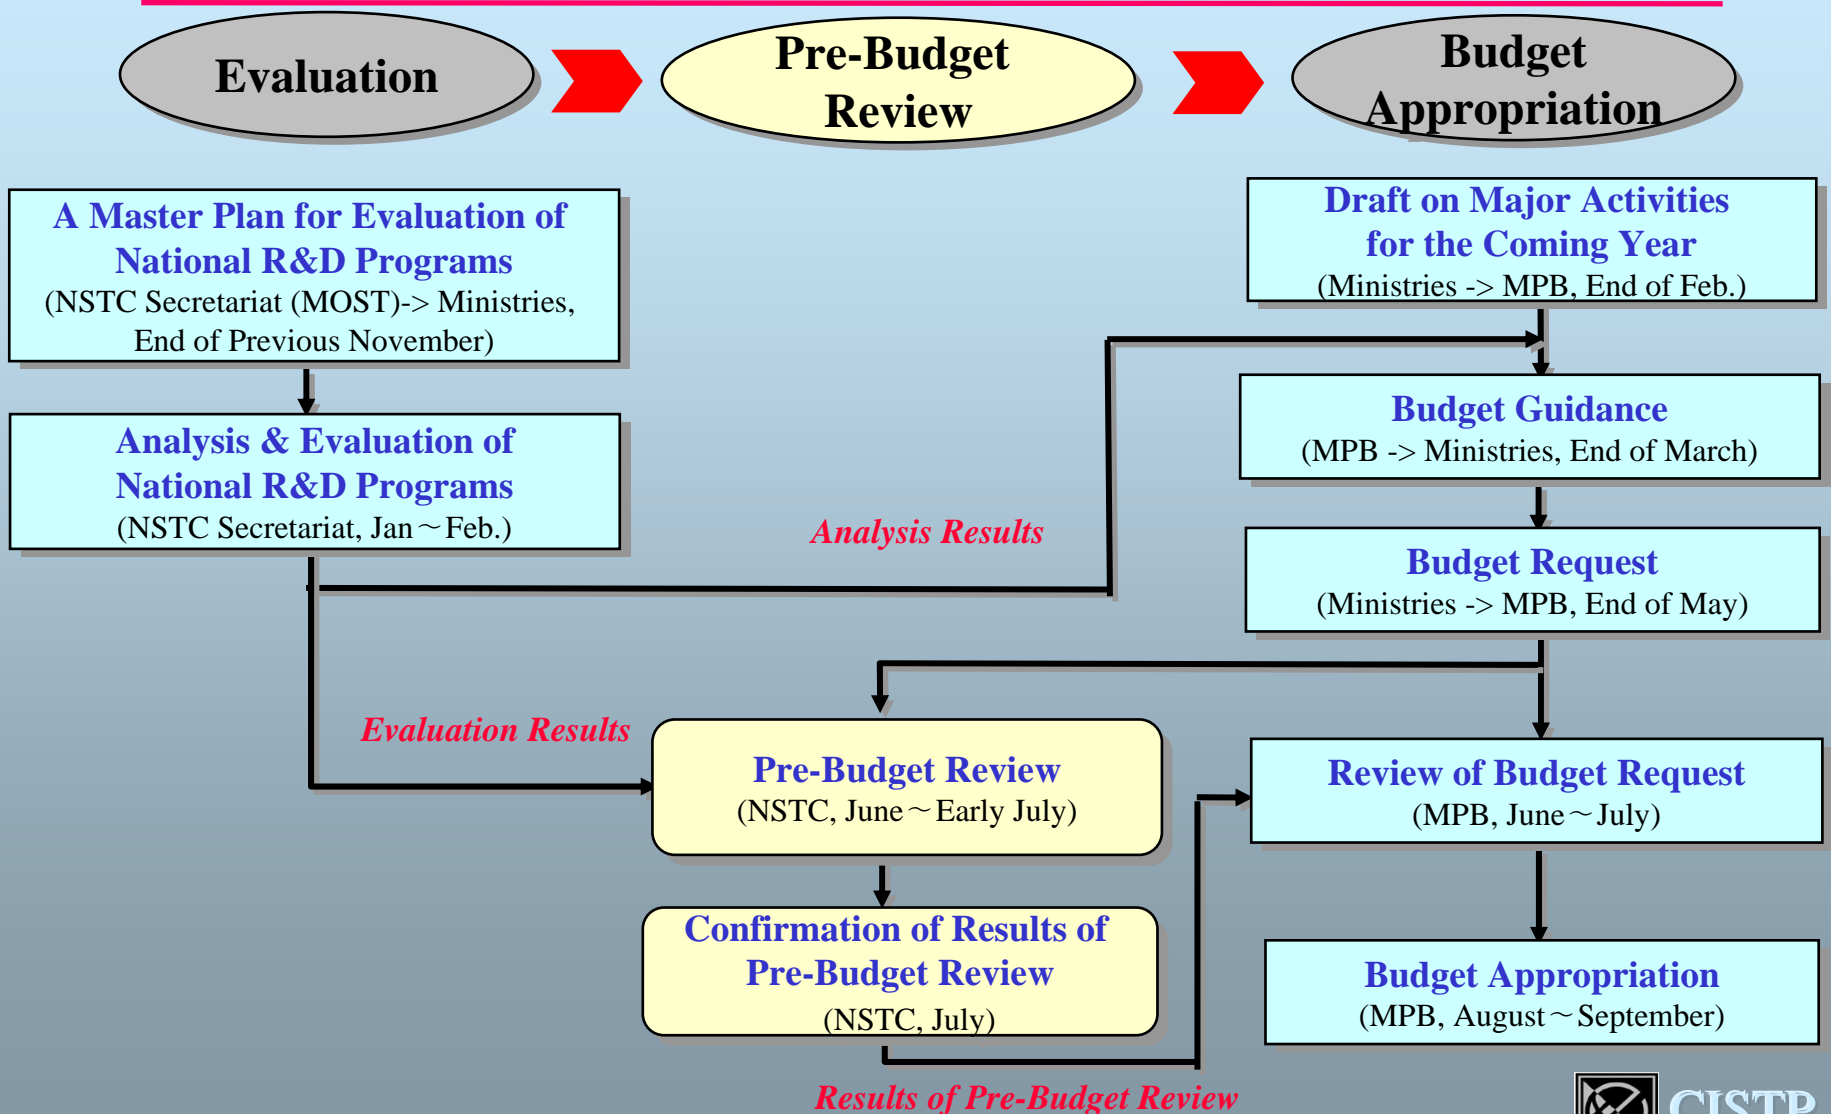 Evaluation
Pre-Budget
Review
Budget
Appropriation
A Master Plan for Evaluation of
National R&D Programs
(NSTC Secretariat (MOST)-> Ministries,
End of Previous November)
Analysis & Evaluation of
National R&D Programs
(NSTC Secretariat, Jan～Feb.)
Draft on Major Activities
for the Coming Year
(Ministries -> MPB, End of Feb.)
Budget Guidance
(MPB -> Ministries, End of March)
Analysis Results
Budget Request
(Ministries -> MPB, End of May)
Evaluation Results
Pre-Budget Review
(NSTC, June～Early July)
Review of Budget Request
(MPB, June～July)
Confirmation of Results of
Pre-Budget Review
(NSTC, July)
Budget Appropriation
(MPB, August～September)
Results of Pre-Budget Review
CISTP